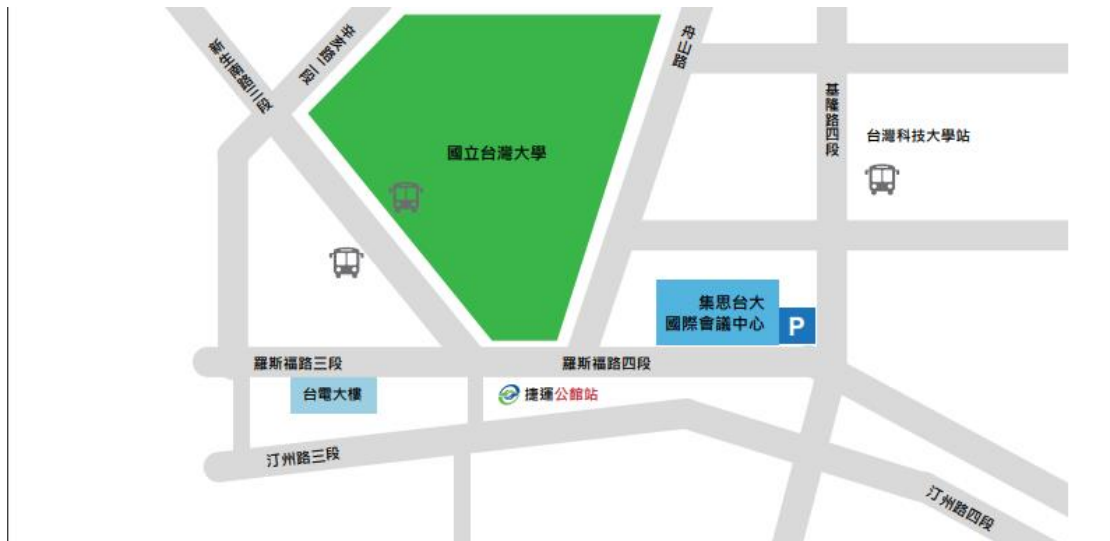 新生南路三段
辛亥路二段
舟山路
基隆路四段
國立台灣大學
台灣科技大學站
集思台大
國際會議中心
P
羅斯福路三段
羅斯福路四段
台電大樓
捷運公館站
汀州路三段
汀州路四段